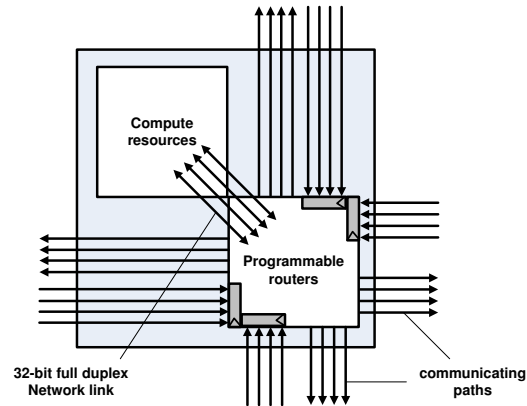 Compute
resources
Programmable
routers
32-bit full duplex
Network link
communicating
paths